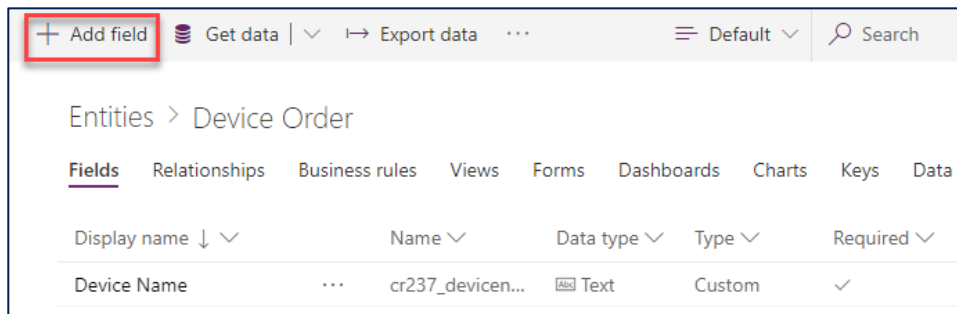 + Add field Get data | Export data ... Default Search
Entities > Device Order
Fields Relationships Business rules Views Forms Dashboards Charts Keys Data
Display name ↓ Name Data type Type Required
Device Name ... cr237_devicen... Abc Text Custom ✓